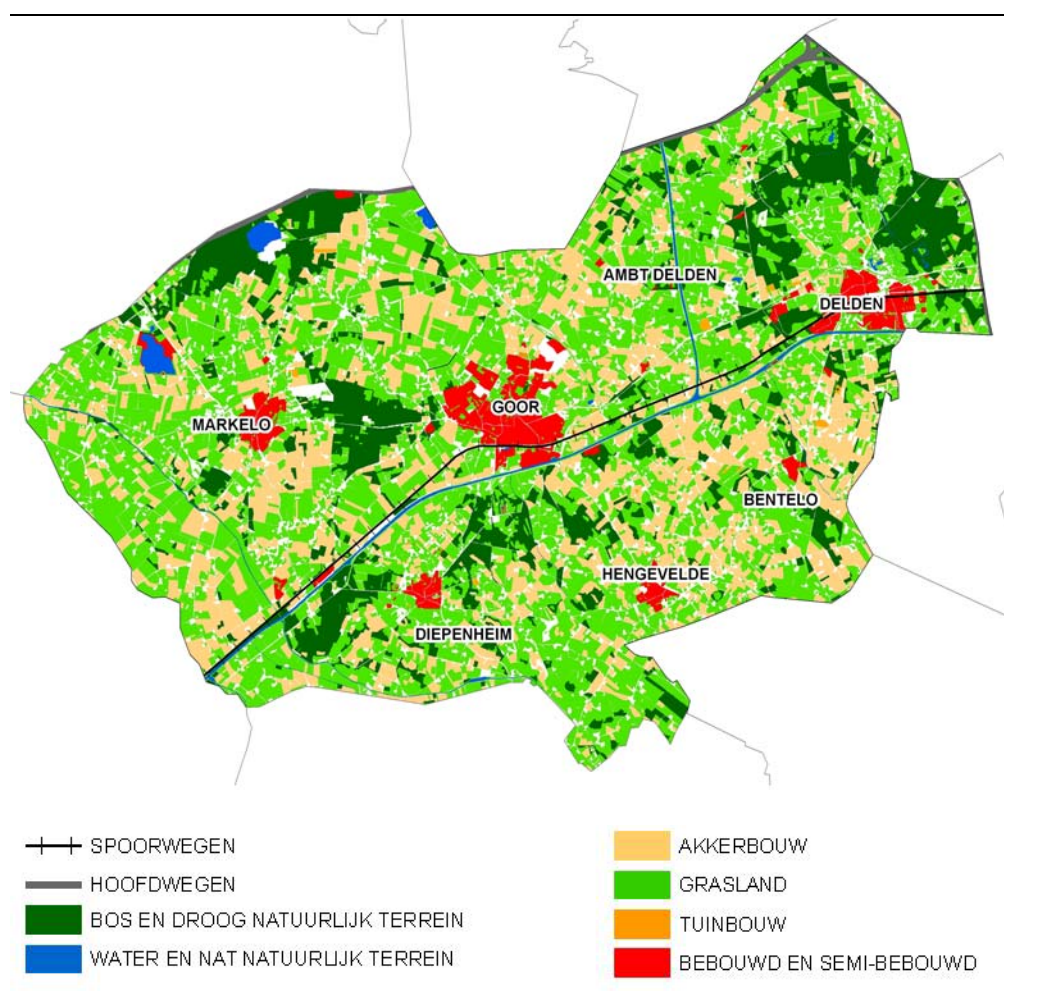 AMBT DELDEN
DELDEN
GOOR
MARKELO
BENTELO
HENGEVELDE
DIEPENHEIM
SPOORWEGEN
HOOFDWEGEN
BOS EN DROOG NATUURLIJK TERREIN
WATER EN NAT NATUURLIJK TERREIN
AKKERBOUW
GRASLAND
TUINBOUW
BEBOUWD EN SEMI-BEBOUWD